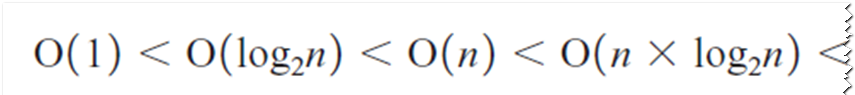 O(1) < O(log₂n) < O(n) < O(n × log₂n) <